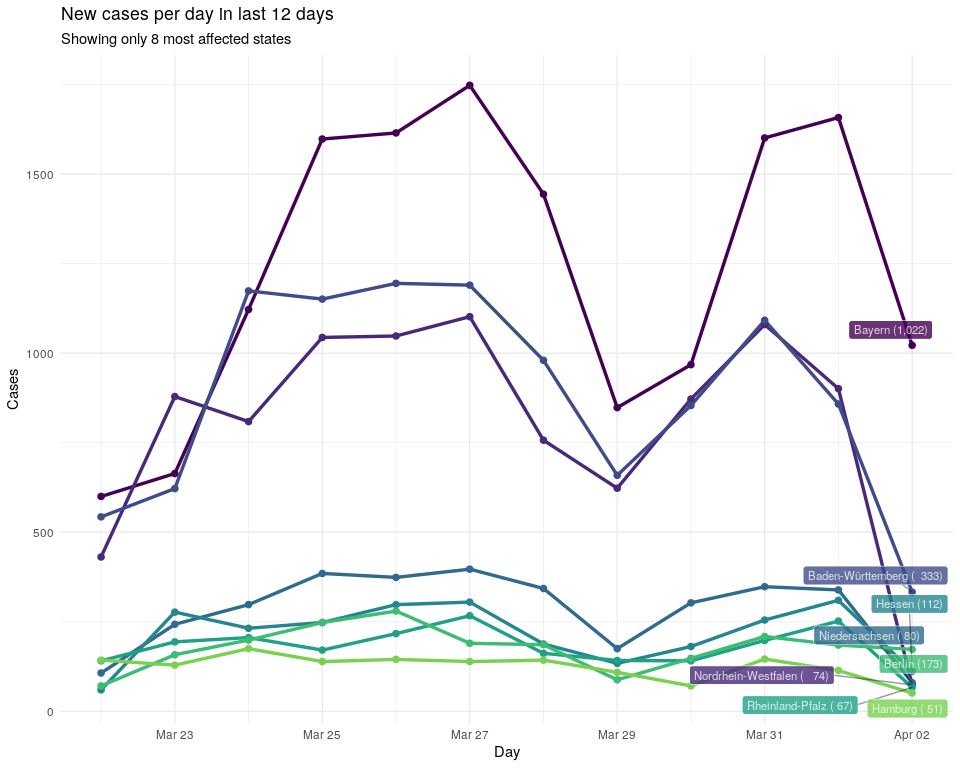 New cases per day in last 12 days
Showing only 8 most affected states
Cases
1500
1000
500
0
Bayern (1,022)
Baden-Württemberg (  333)
Hessen (112)
Niedersachsen ( 80)
Berlin (173)
Nordrhein-Westfalen (   74)
Rheinland-Pfalz ( 67)
Hamburg ( 51)
Mar 23 Mar 25 Mar 27 Mar 29 Mar 31 Apr 02
Day